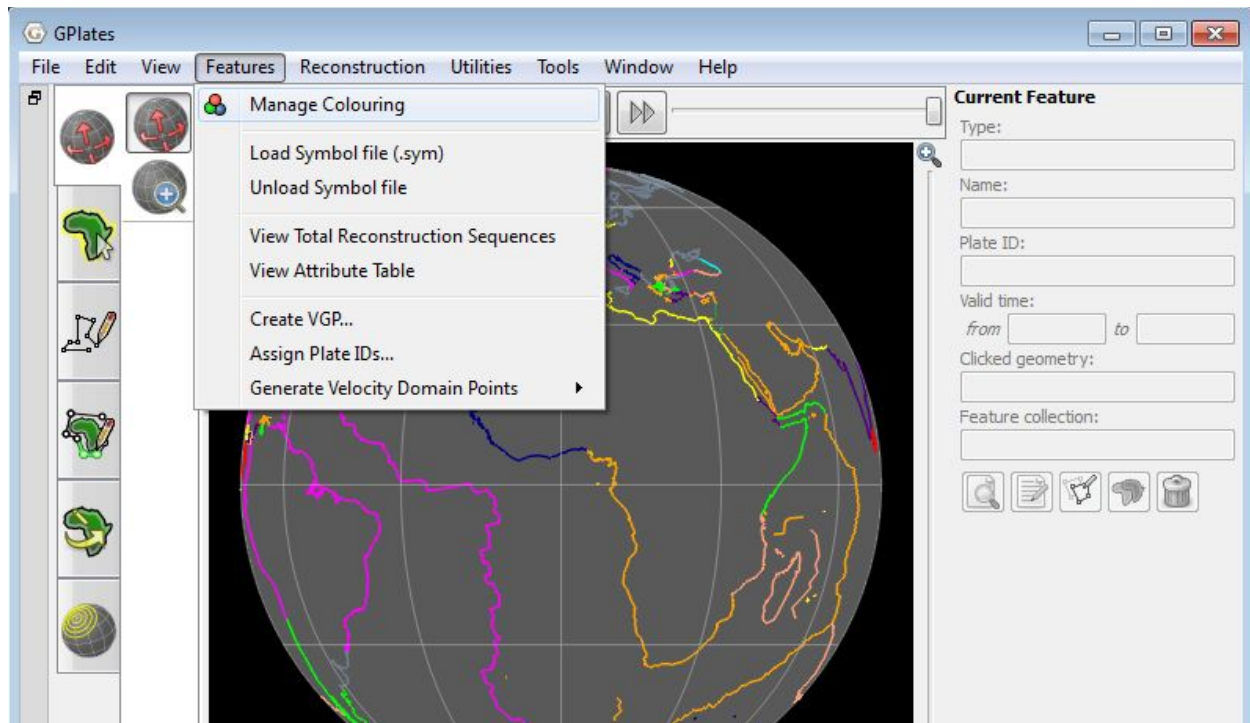 GPlates
File Edit View Features Reconstruction Utilities Tools Window Help
Manage Colouring
Load Symbol file (.sym)
Unload Symbol file
View Total Reconstruction Sequences
View Attribute Table
Create VGP...
Assign Plate IDs...
Generate Velocity Domain Points
Current Feature
Type:
Name:
Plate ID:
Valid time:
from to
Clicked geometry:
Feature collection: